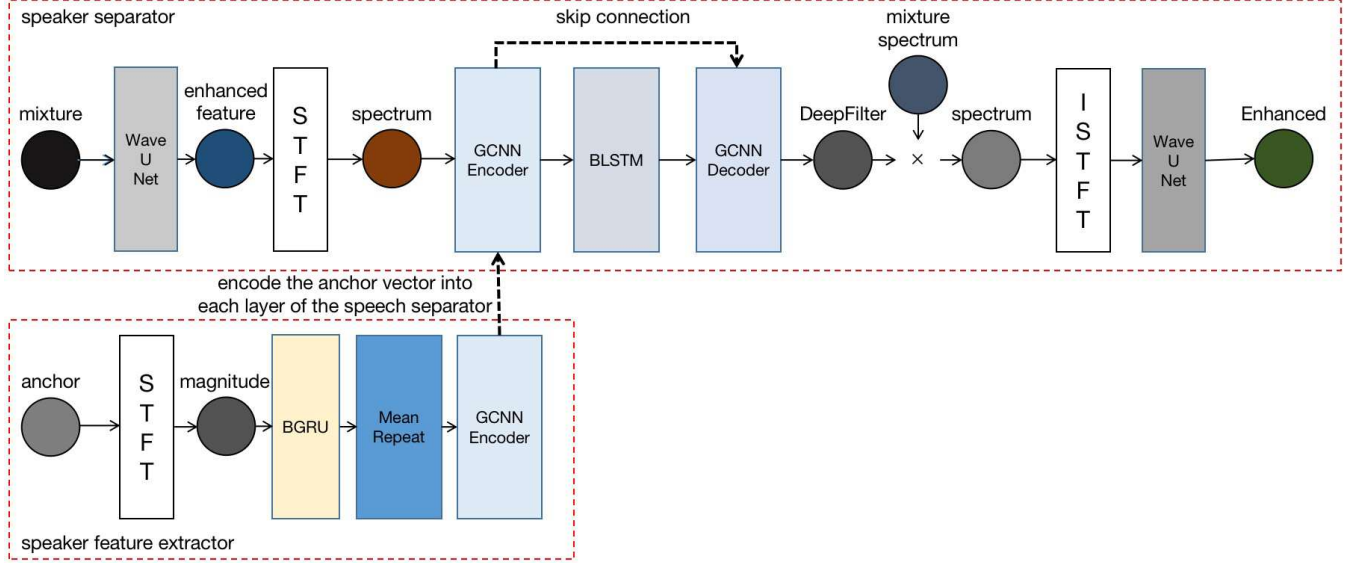 speaker separator
skip connection
mixture
spectrum
mixture
Wave
U
Net
enhanced
feature
S
T
F
T
spectrum
GCNN
Encoder
BLSTM
GCNN
Decoder
DeepFilter
×
spectrum
I
S
T
F
T
Wave
U
Net
Enhanced
encode the anchor vector into
each layer of the speech separator
anchor
S
T
F
T
magnitude
BGRU
Mean
Repeat
GCNN
Encoder
speaker feature extractor